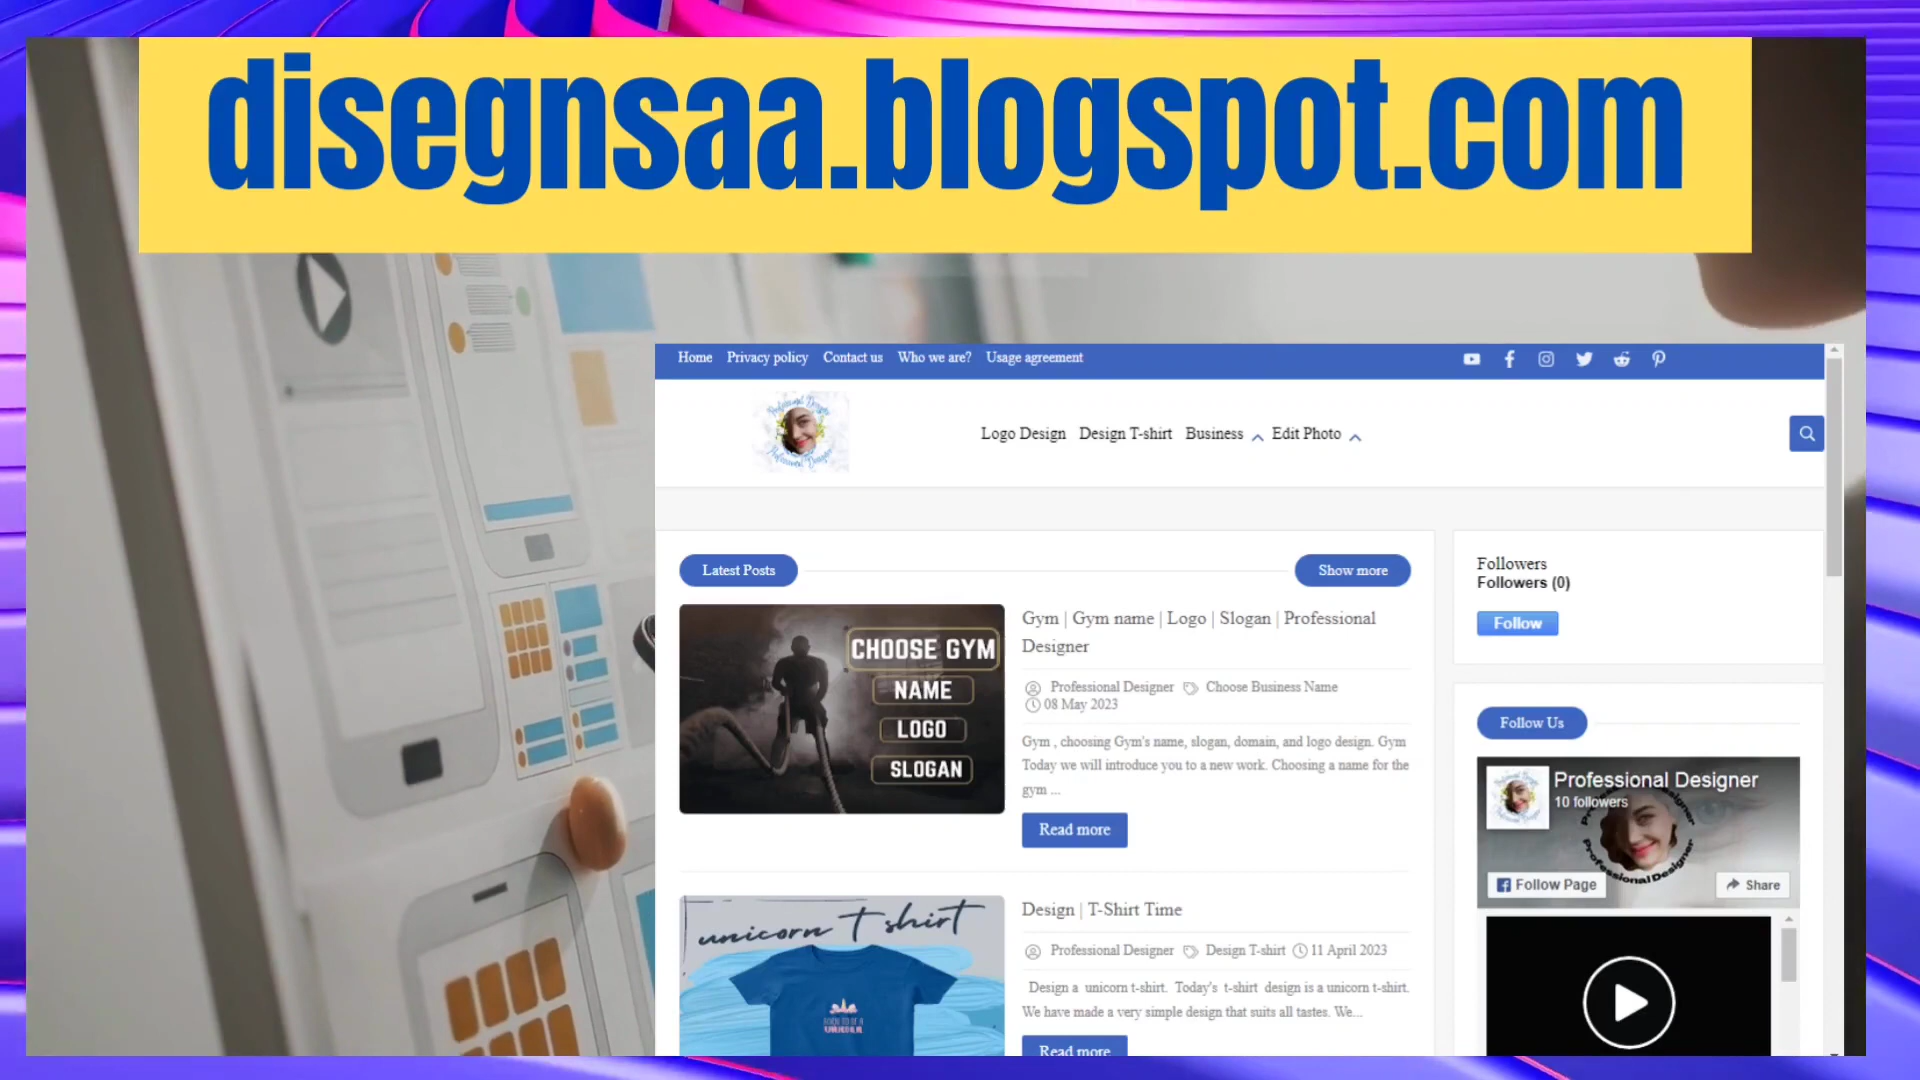 disegnsaa.blogspot.com
Home Privacy policy Contact us Who we are? Usage agreement
Logo Design Design T-shirt Business Edit Photo
Latest Posts
Show more
CHOOSE GYM
NAME
LOGO
SLOGAN
Gym | Gym name | Logo | Slogan | Professional
Designer
Professional Designer Choose Business Name
08 May 2023
Gym , choosing Gym's name, slogan, domain, and logo design. Gym
Today we will introduce you to a new work. Choosing a name for the
gym ...
Read more
unicorn t shirt
Design | T-Shirt Time
Professional Designer Design T-shirt 11 April 2023
Design a unicorn t-shirt. Today's t-shirt design is a unicorn t-shirt.
We have made a very simple design that suits all tastes. We...
Read more
Followers
Followers (0)
Follow
Follow Us
Professional Designer
10 followers
Follow Page
Share